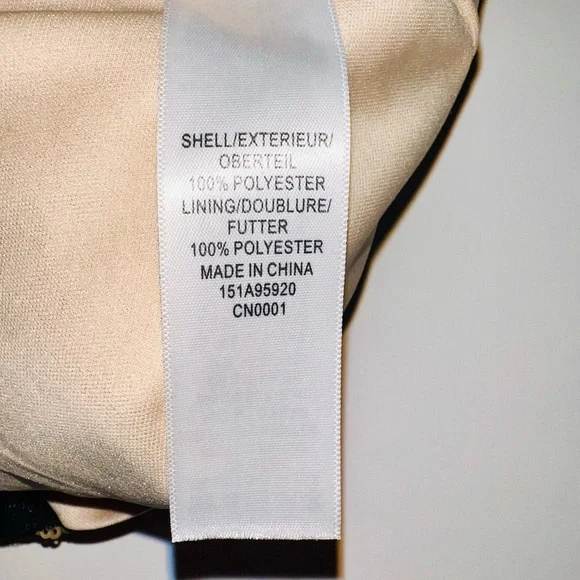 SHELL/EXTERIEUR/
OBERTEIL
100% POLYESTER
LINING/DOUBLURE/
FUTTER
100% POLYESTER
MADE IN CHINA
151A95920
CN0001